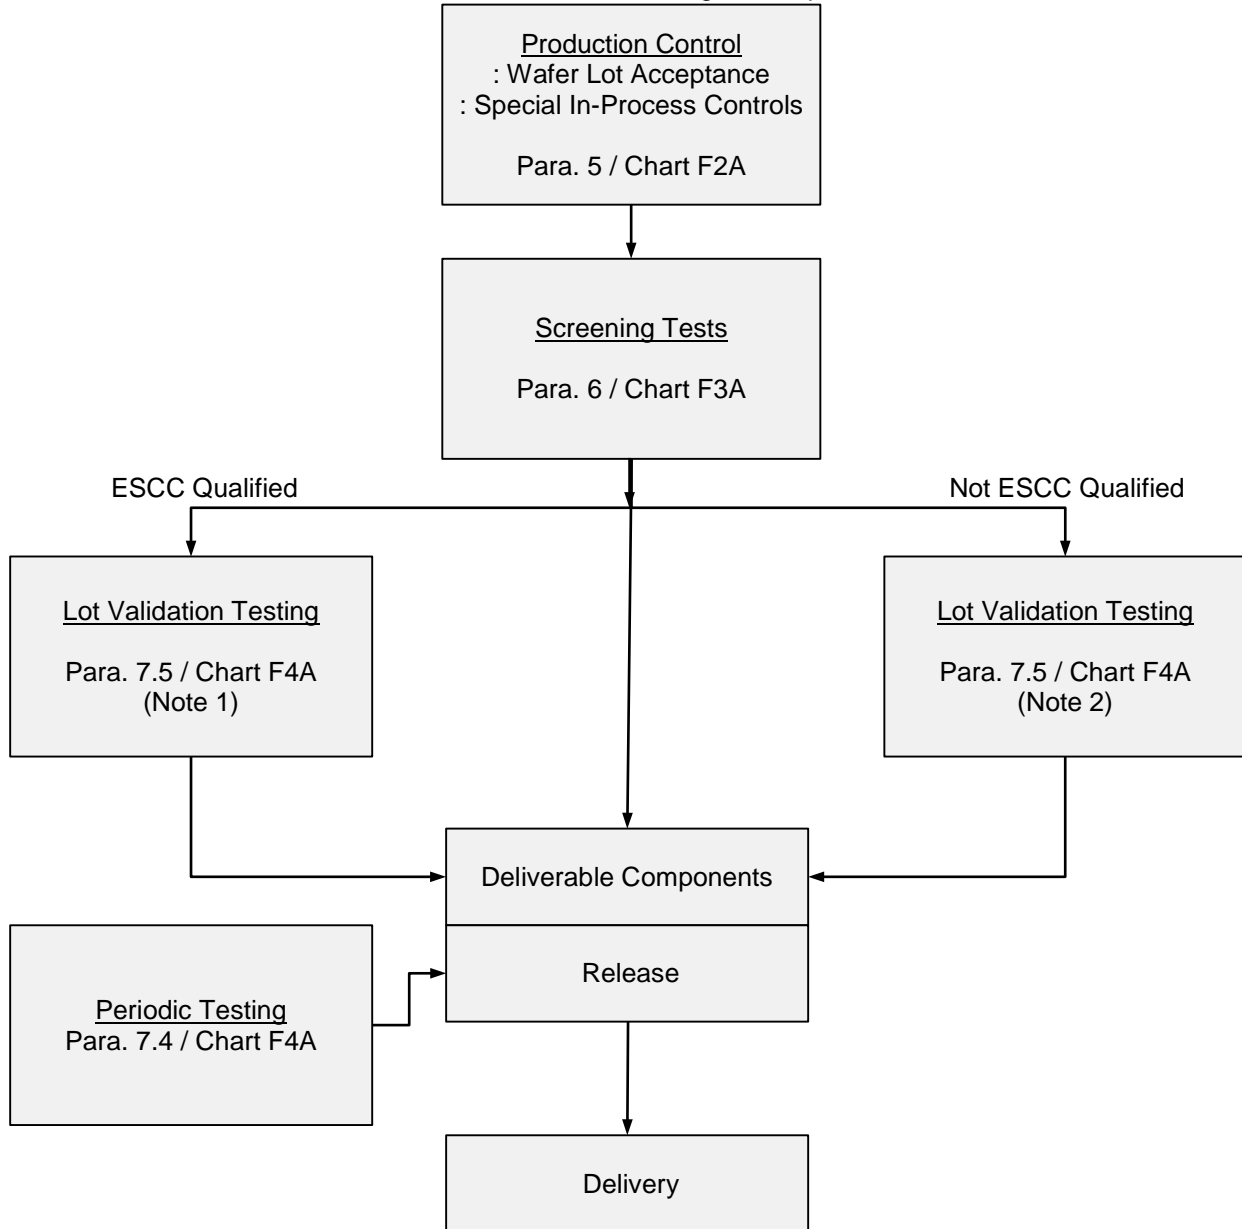 Production Control
: Wafer Lot Acceptance
: Special In-Process Controls
Para. 5 / Chart F2A
Screening Tests
Para. 6 / Chart F3A
ESCC Qualified
Not ESCC Qualified
Lot Validation Testing
Para. 7.5 / Chart F4A
(Note 1)
Lot Validation Testing
Para. 7.5 / Chart F4A
(Note 2)
Deliverable Components
Release
Periodic Testing
Para. 7.4 / Chart F4A
Delivery